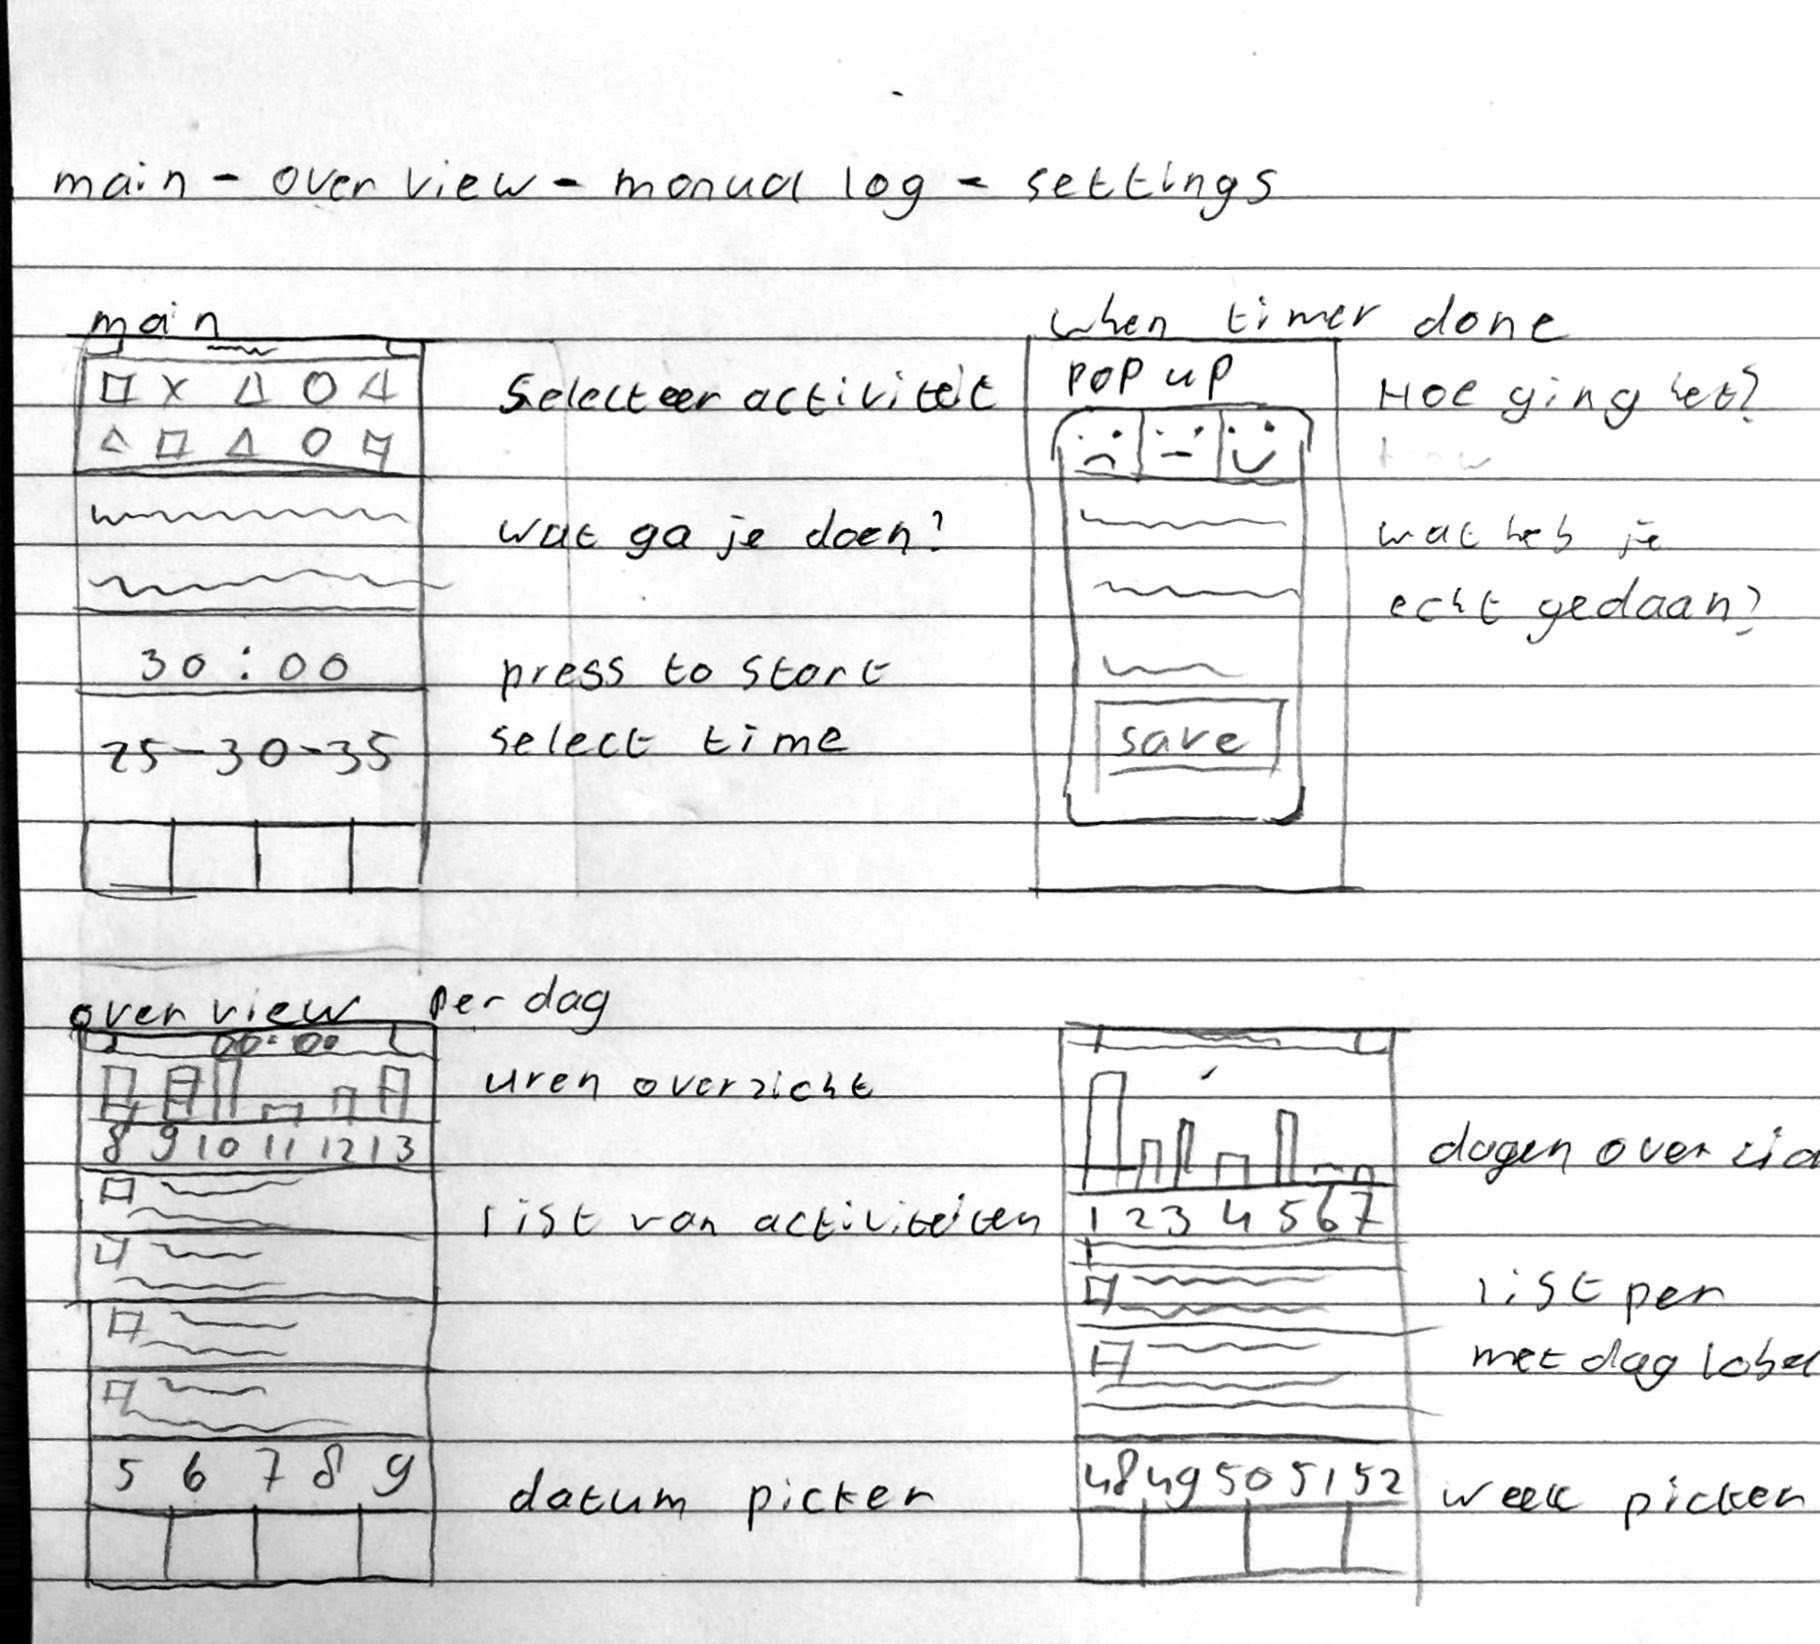 main - over view - manual log - settings
main
Selecteer activiteit
wat ga je doen?
30:00
press to start
25-30-35
select time
when timer done
POP up
Hoe ging het?
wat heb je
echt gedaan?
save
over view per dag
00:00
uren overzicht
8 9 10 11 12 13
list van activiteiten
5 6 7 8 9
datum picker
dagen over
1 2 3 4 5 6 7
list per
met dag
48 49 50 51 52
week picker